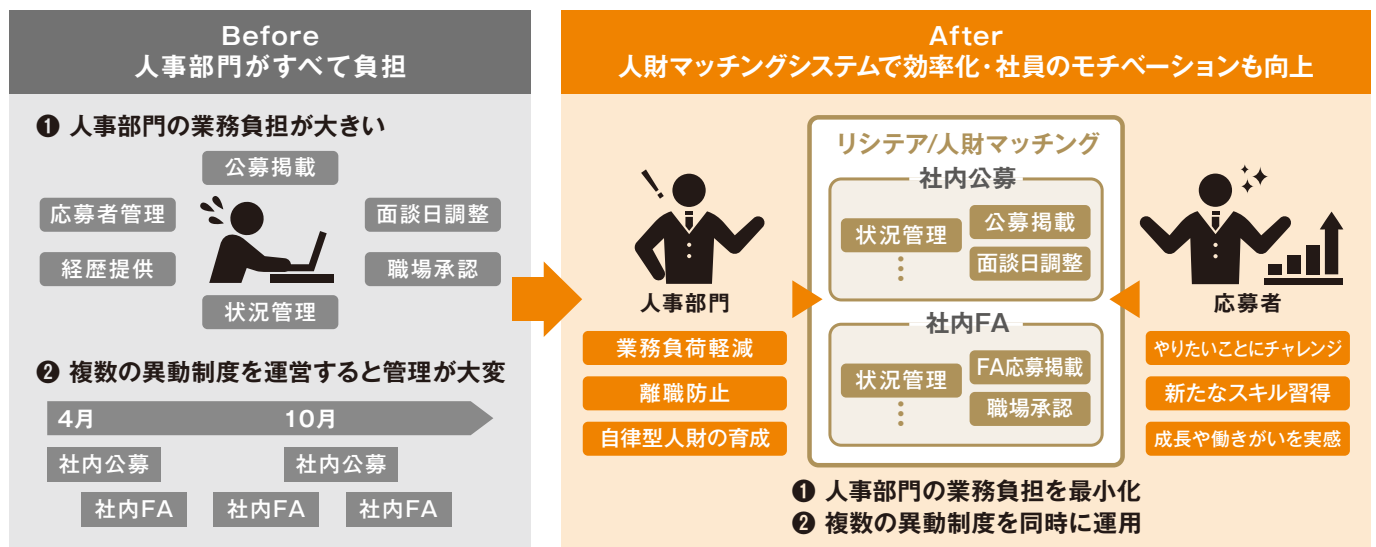 Before
人事部門がすべて負担
❶ 人事部門の業務負担が大きい
公募掲載
応募者管理
面談日調整
経歴提供
職場承認
状況管理
❷ 複数の異動制度を運営すると管理が大変
4月 10月
社内公募 社内公募
社内FA 社内FA 社内FA
After
人財マッチングシステムで効率化・社員のモチベーションも向上
リシテア/人財マッチング
社内公募
状況管理
公募掲載
面談日調整
社内FA
状況管理
FA応募掲載
職場承認
人事部門
業務負荷軽減
離職防止
自律型人財の育成
応募者
やりたいことにチャレンジ
新たなスキル習得
成長や働きがいを実感
❶ 人事部門の業務負担を最小化
❷ 複数の異動制度を同時に運用